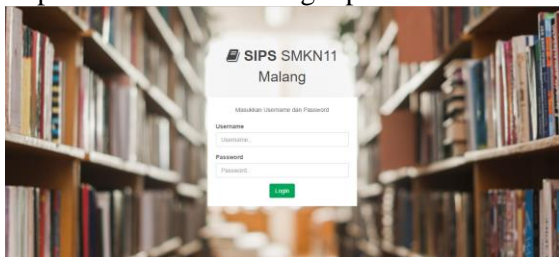 SIPS SMKN11
Malang
Masukkan Username dan Password
Username
Username..
Password
Password..
Login